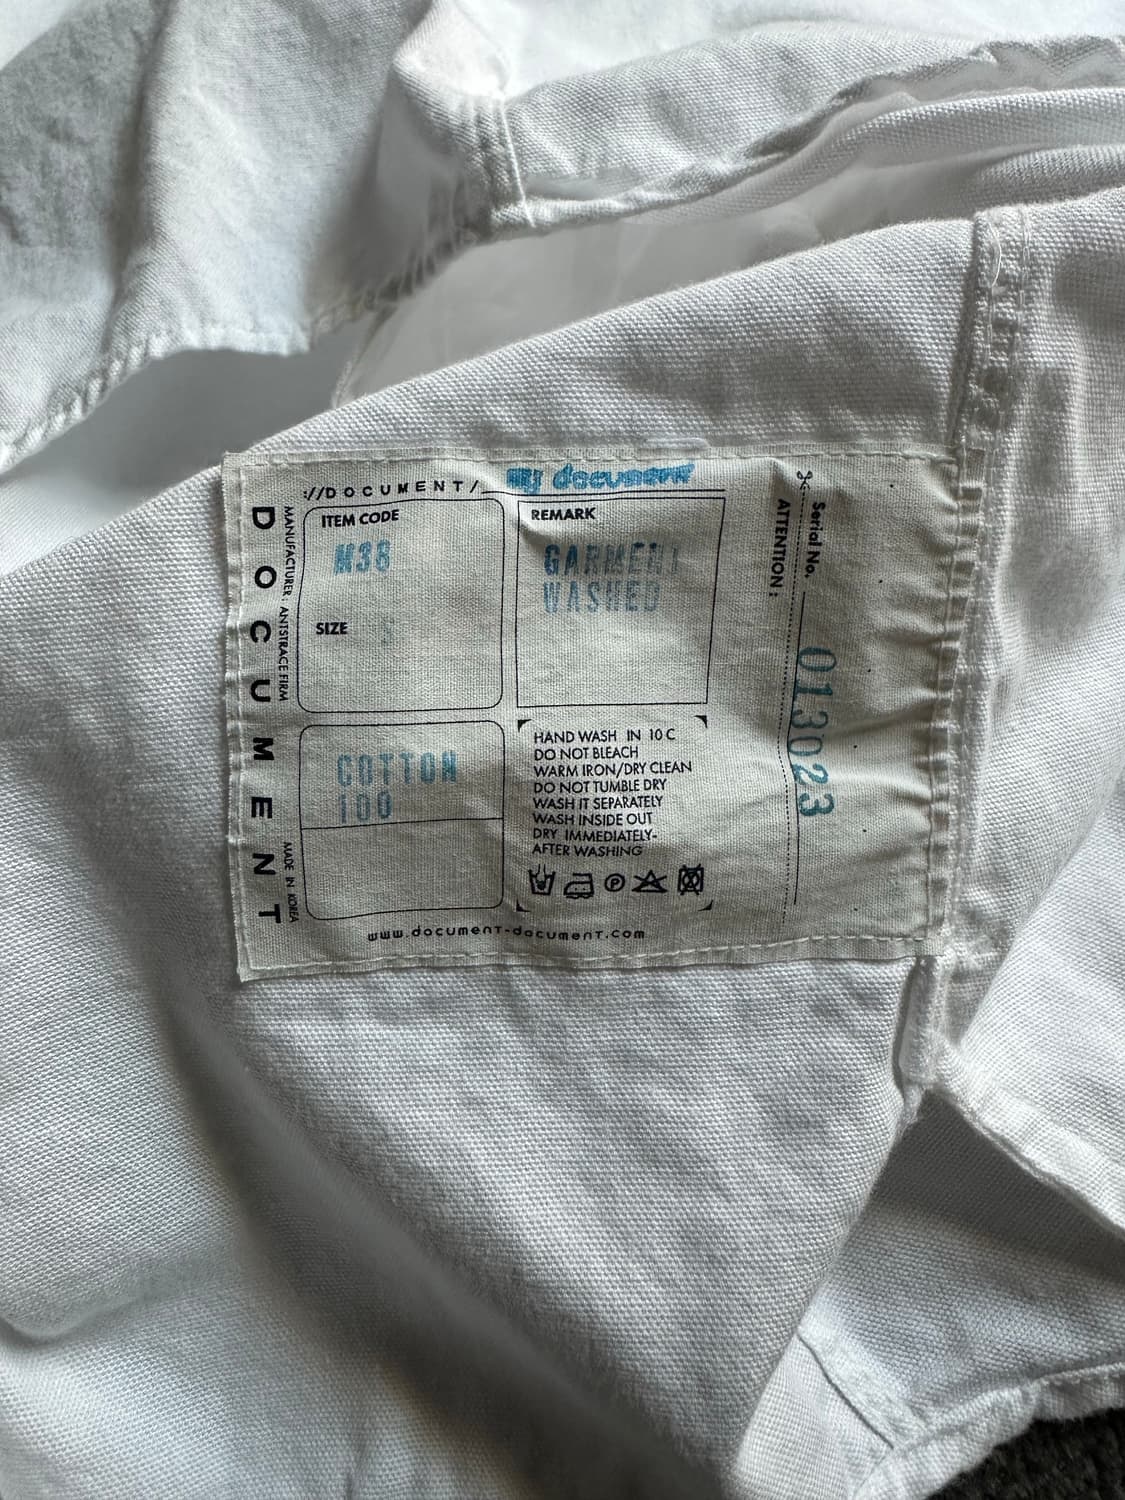 ://DOCUMENT/
my document
DOCUMENT
MANUFACTURER: ANTSTRACE FIRM
MADE IN KOREA
ITEM CODE
M38
SIZE
REMARK
GARMENT
WASHED
COTTON
100
HAND WASH IN 10 C
DO NOT BLEACH
WARM IRON/DRY CLEAN
DO NOT TUMBLE DRY
WASH IT SEPARATELY
WASH INSIDE OUT
DRY IMMEDIATELY-
AFTER WASHING
P
www.document-document.com
ATTENTION:
Serial No. 013023